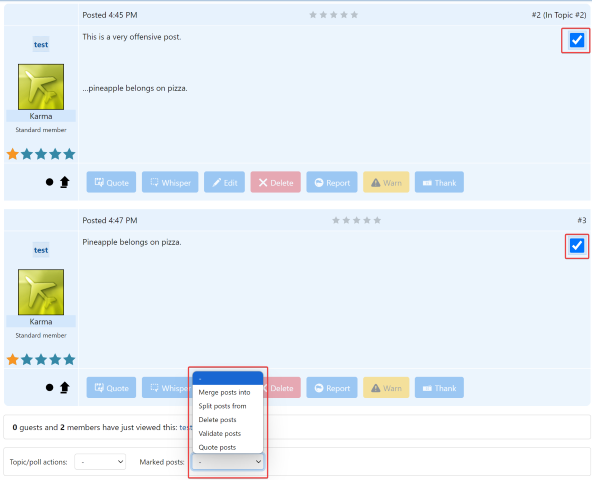 Posted 4:45 PM
#2 (In Topic #2)
test
This is a very offensive post.
...pineapple belongs on pizza.
Karma
Standard member
Quote
Whisper
Edit
Delete
Report
Warn
Thank
Posted 4:47 PM
#3
test
Pineapple belongs on pizza.
Karma
Standard member
Quote
Whisper
Delete
Report
Warn
Thank
-
Merge posts into
Split posts from
Delete posts
Validate posts
Quote posts
0 guests and 2 members have just viewed this: test
Topic/poll actions: -
Marked posts: -